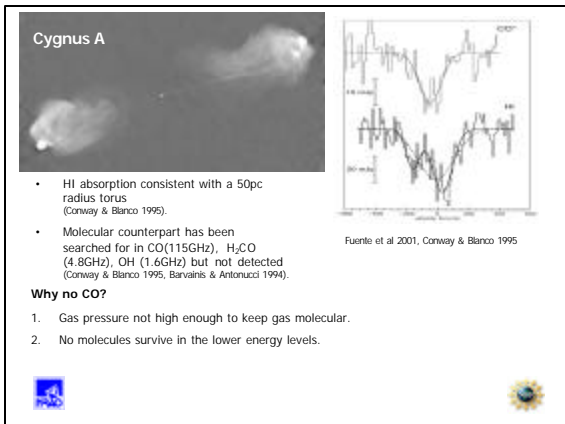 Cygnus A
CO⁺
HI
• HI absorption consistent with a 50pc
radius torus
(Conway & Blanco 1995).
• Molecular counterpart has been
searched for in CO(115GHz), H₂CO
(4.8GHz), OH (1.6GHz) but not detected
(Conway & Blanco 1995, Barvainis & Antonucci 1994).
Fuente et al 2001, Conway & Blanco 1995
Why no CO?
1. Gas pressure not high enough to keep gas molecular.
2. No molecules survive in the lower energy levels.